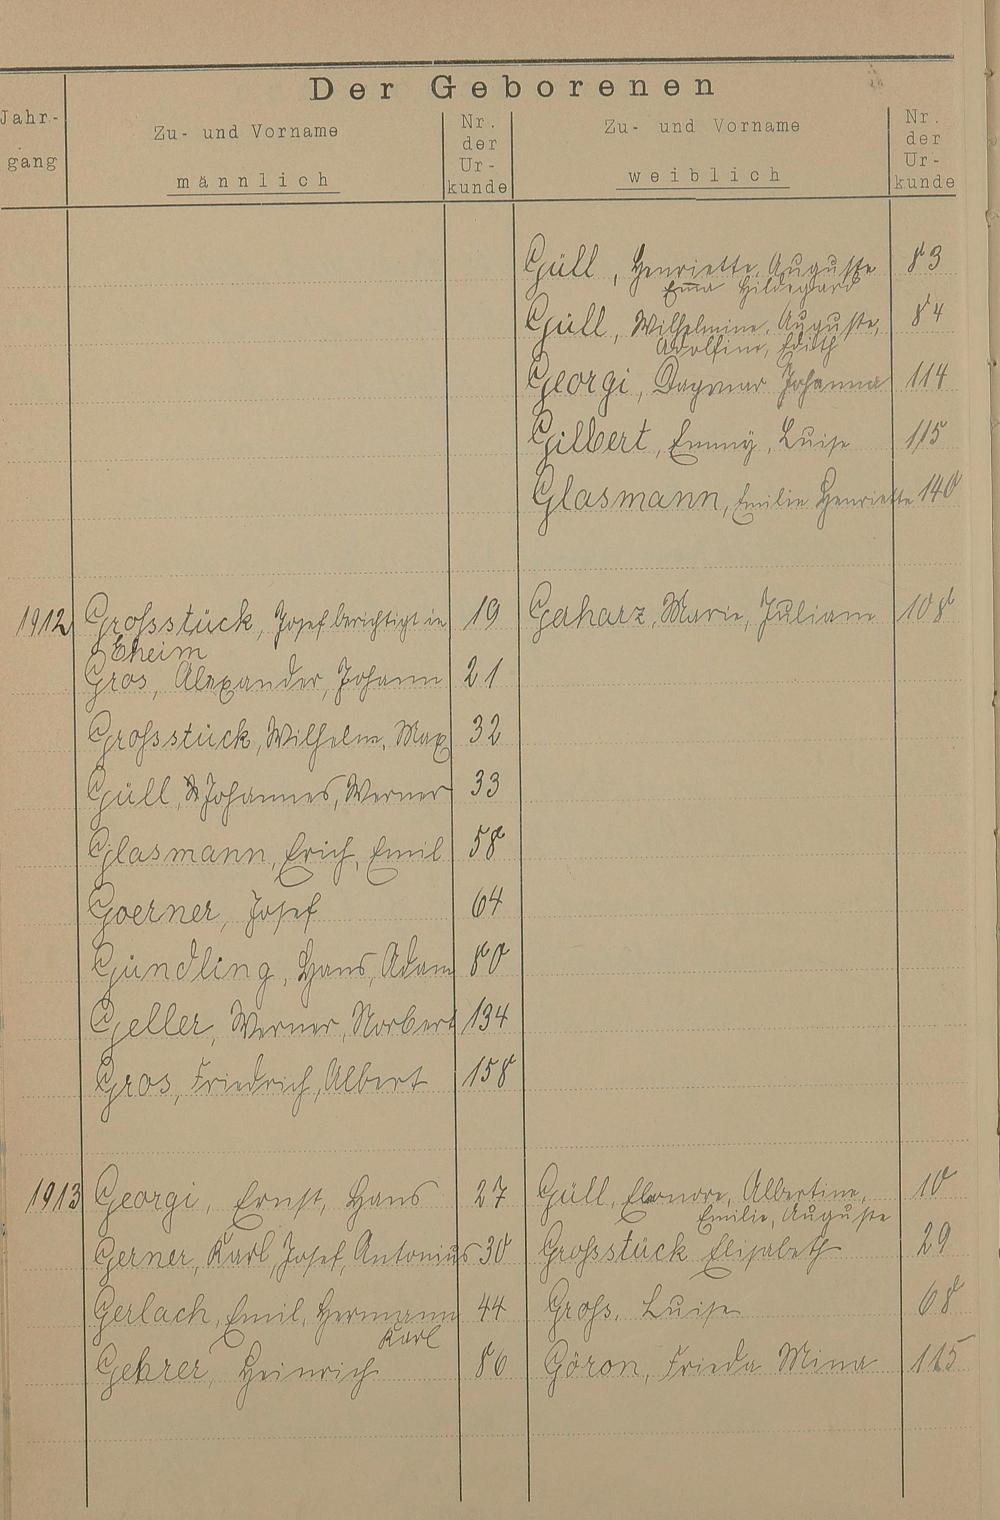 Der Geborenen
Jahr-
gang
Zu- und Vorname
männlich
Nr.
der
Ur-
kunde
Zu- und Vorname
weiblich
Nr.
der
Ur-
kunde
Güll, Henriette, Auguste 83
Emma Hildegard
Güll, Wilhelmine, Auguste, 84
Adolfine, Edith
Georgi, Dagmar Johanna 114
Gilbert, Emmy, Luise 115
Glasmann, Emilie Henriette 140
1912 Grossstück, Josef berichtigt in 19 Gerharz, Marie, Juliane 108
Eheim
Gros, Alexander, Johann 21
Grossstück, Wilhelm, Max 32
Güll, Johannes, Werner 33
Glasmann, Erich, Emil 58
Goerner, Josef 64
Gündling, Hans, Adam 80
Geller, Werner, Norbert 134
Gros, Friedrich, Albert 158
1913 Georgi, Ernst, Hans 27 Güll, Elenore, Albertine, 10
Emilie, Auguste
Gerner, Karl, Josef, Antonius 30 Grossstück Elisabeth 29
Gerlach, Emil, Hermann 44 Gross, Luise 68
Karl
Gehrer, Heinrich 86 Göron, Frieda Mina 115